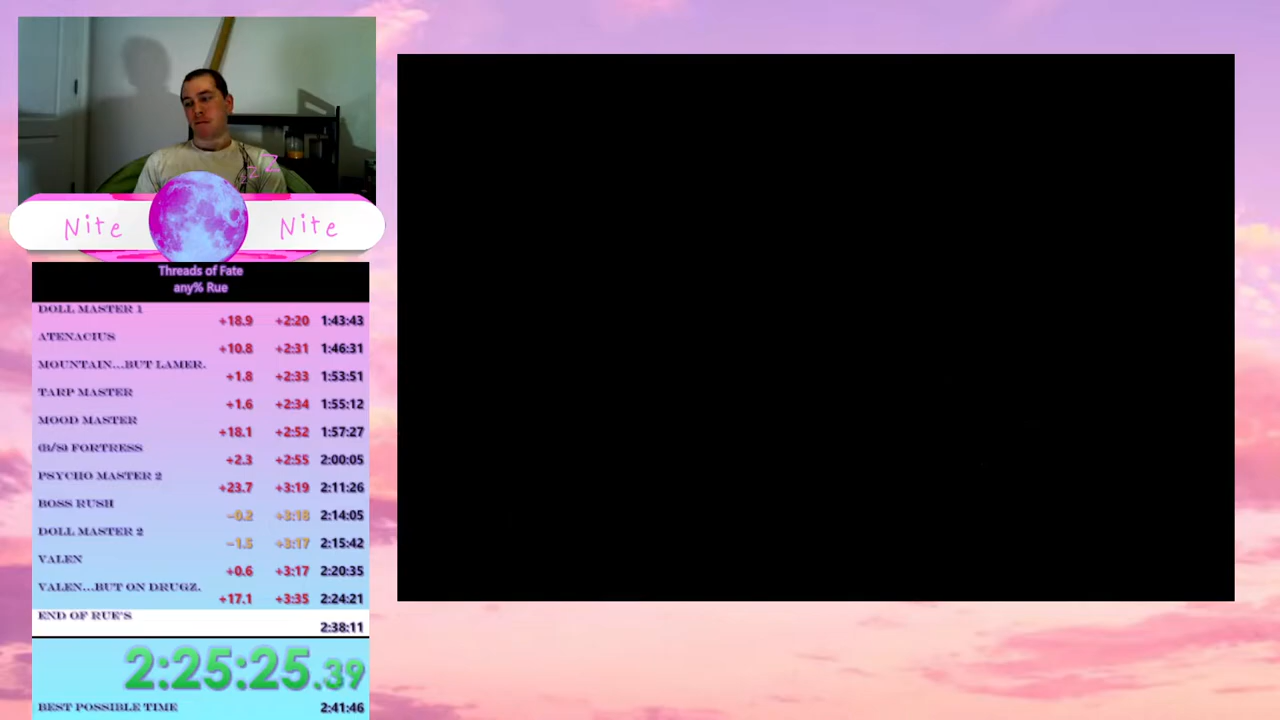 z z Z
Nite Nite
Threads of Fate
any% Rue
DOLL MASTER 1
+18.9 +2:20 1:43:43
ATENACIUS
+10.8 +2:31 1:46:31
MOUNTAIN...BUT LAMER.
+1.8 +2:33 1:53:51
TARP MASTER
+1.6 +2:34 1:55:12
MOOD MASTER
+18.1 +2:52 1:57:27
(B/S) FORTRESS
+2.3 +2:55 2:00:05
PSYCHO MASTER 2
+23.7 +3:19 2:11:26
BOSS RUSH
−0.2 +3:18 2:14:05
DOLL MASTER 2
−1.5 +3:17 2:15:42
VALEN
+0.6 +3:17 2:20:35
VALEN...BUT ON DRUGZ.
+17.1 +3:35 2:24:21
END OF RUE'S
2:38:11
2:25:25.39
BEST POSSIBLE TIME 2:41:46